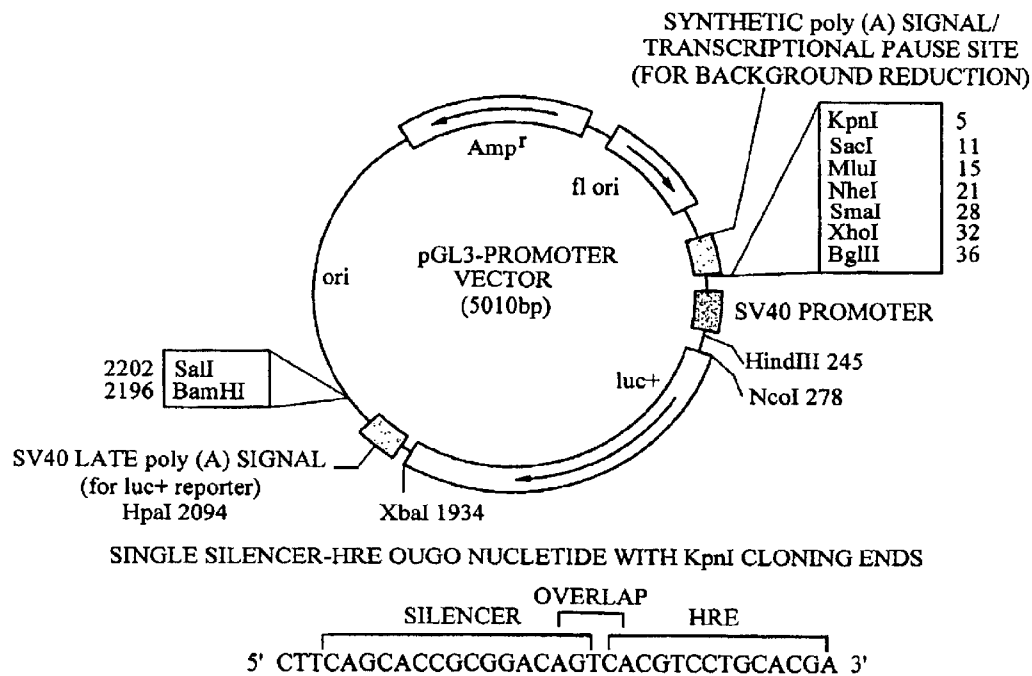 SYNTHETIC poly (A) SIGNAL/
TRANSCRIPTIONAL PAUSE SITE
(FOR BACKGROUND REDUCTION)
KpnI 5
SacI 11
MluI 15
NheI 21
SmaI 28
XhoI 32
BglII 36
Ampr
fl ori
pGL3-PROMOTER
VECTOR
(5010bp)
ori
SV40 PROMOTER
HindIII 245
NcoI 278
luc+
2202 SalI
2196 BamHI
SV40 LATE poly (A) SIGNAL
(for luc+ reporter)
HpaI 2094
XbaI 1934
SINGLE SILENCER-HRE OUGO NUCLETIDE WITH KpnI CLONING ENDS
OVERLAP
SILENCER HRE
5' CTTCAGCACCGCGGACAGTCACGTCCTGCACGA 3'